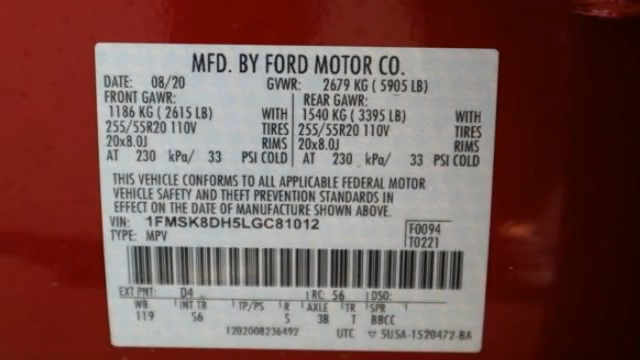 MFD. BY FORD MOTOR CO.
DATE: 08/20 GVWR: 2679 KG ( 5905 LB)
FRONT GAWR: REAR GAWR:
1186 KG ( 2615 LB) WITH 1540 KG ( 3395 LB) WITH
255/55R20 110V TIRES 255/55R20 110V TIRES
20x8.0J RIMS 20x8.0J RIMS
AT 230 kPa/ 33 PSI COLD AT 230 kPa/ 33 PSI COLD
THIS VEHICLE CONFORMS TO ALL APPLICABLE FEDERAL MOTOR
VEHICLE SAFETY AND THEFT PREVENTION STANDARDS IN
EFFECT ON THE DATE OF MANUFACTURE SHOWN ABOVE.
VIN: 1FMSK8DH5LGC81012 F0094
TYPE: MPV T0221
EXT PNT: D4 RC: 56 DSO:
WB INT TR TP/PS R AXLE TR SPR
119 S6 S 3B T BBCC
1202008236492 UTC 5U5A-1520472-BA